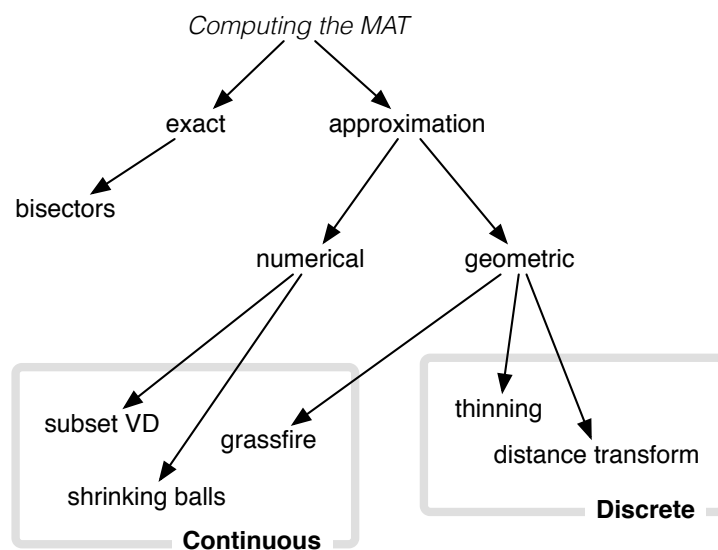 Computing the MAT
exact
approximation
bisectors
numerical
geometric
subset VD
grassfire
thinning
distance transform
shrinking balls
Continuous
Discrete